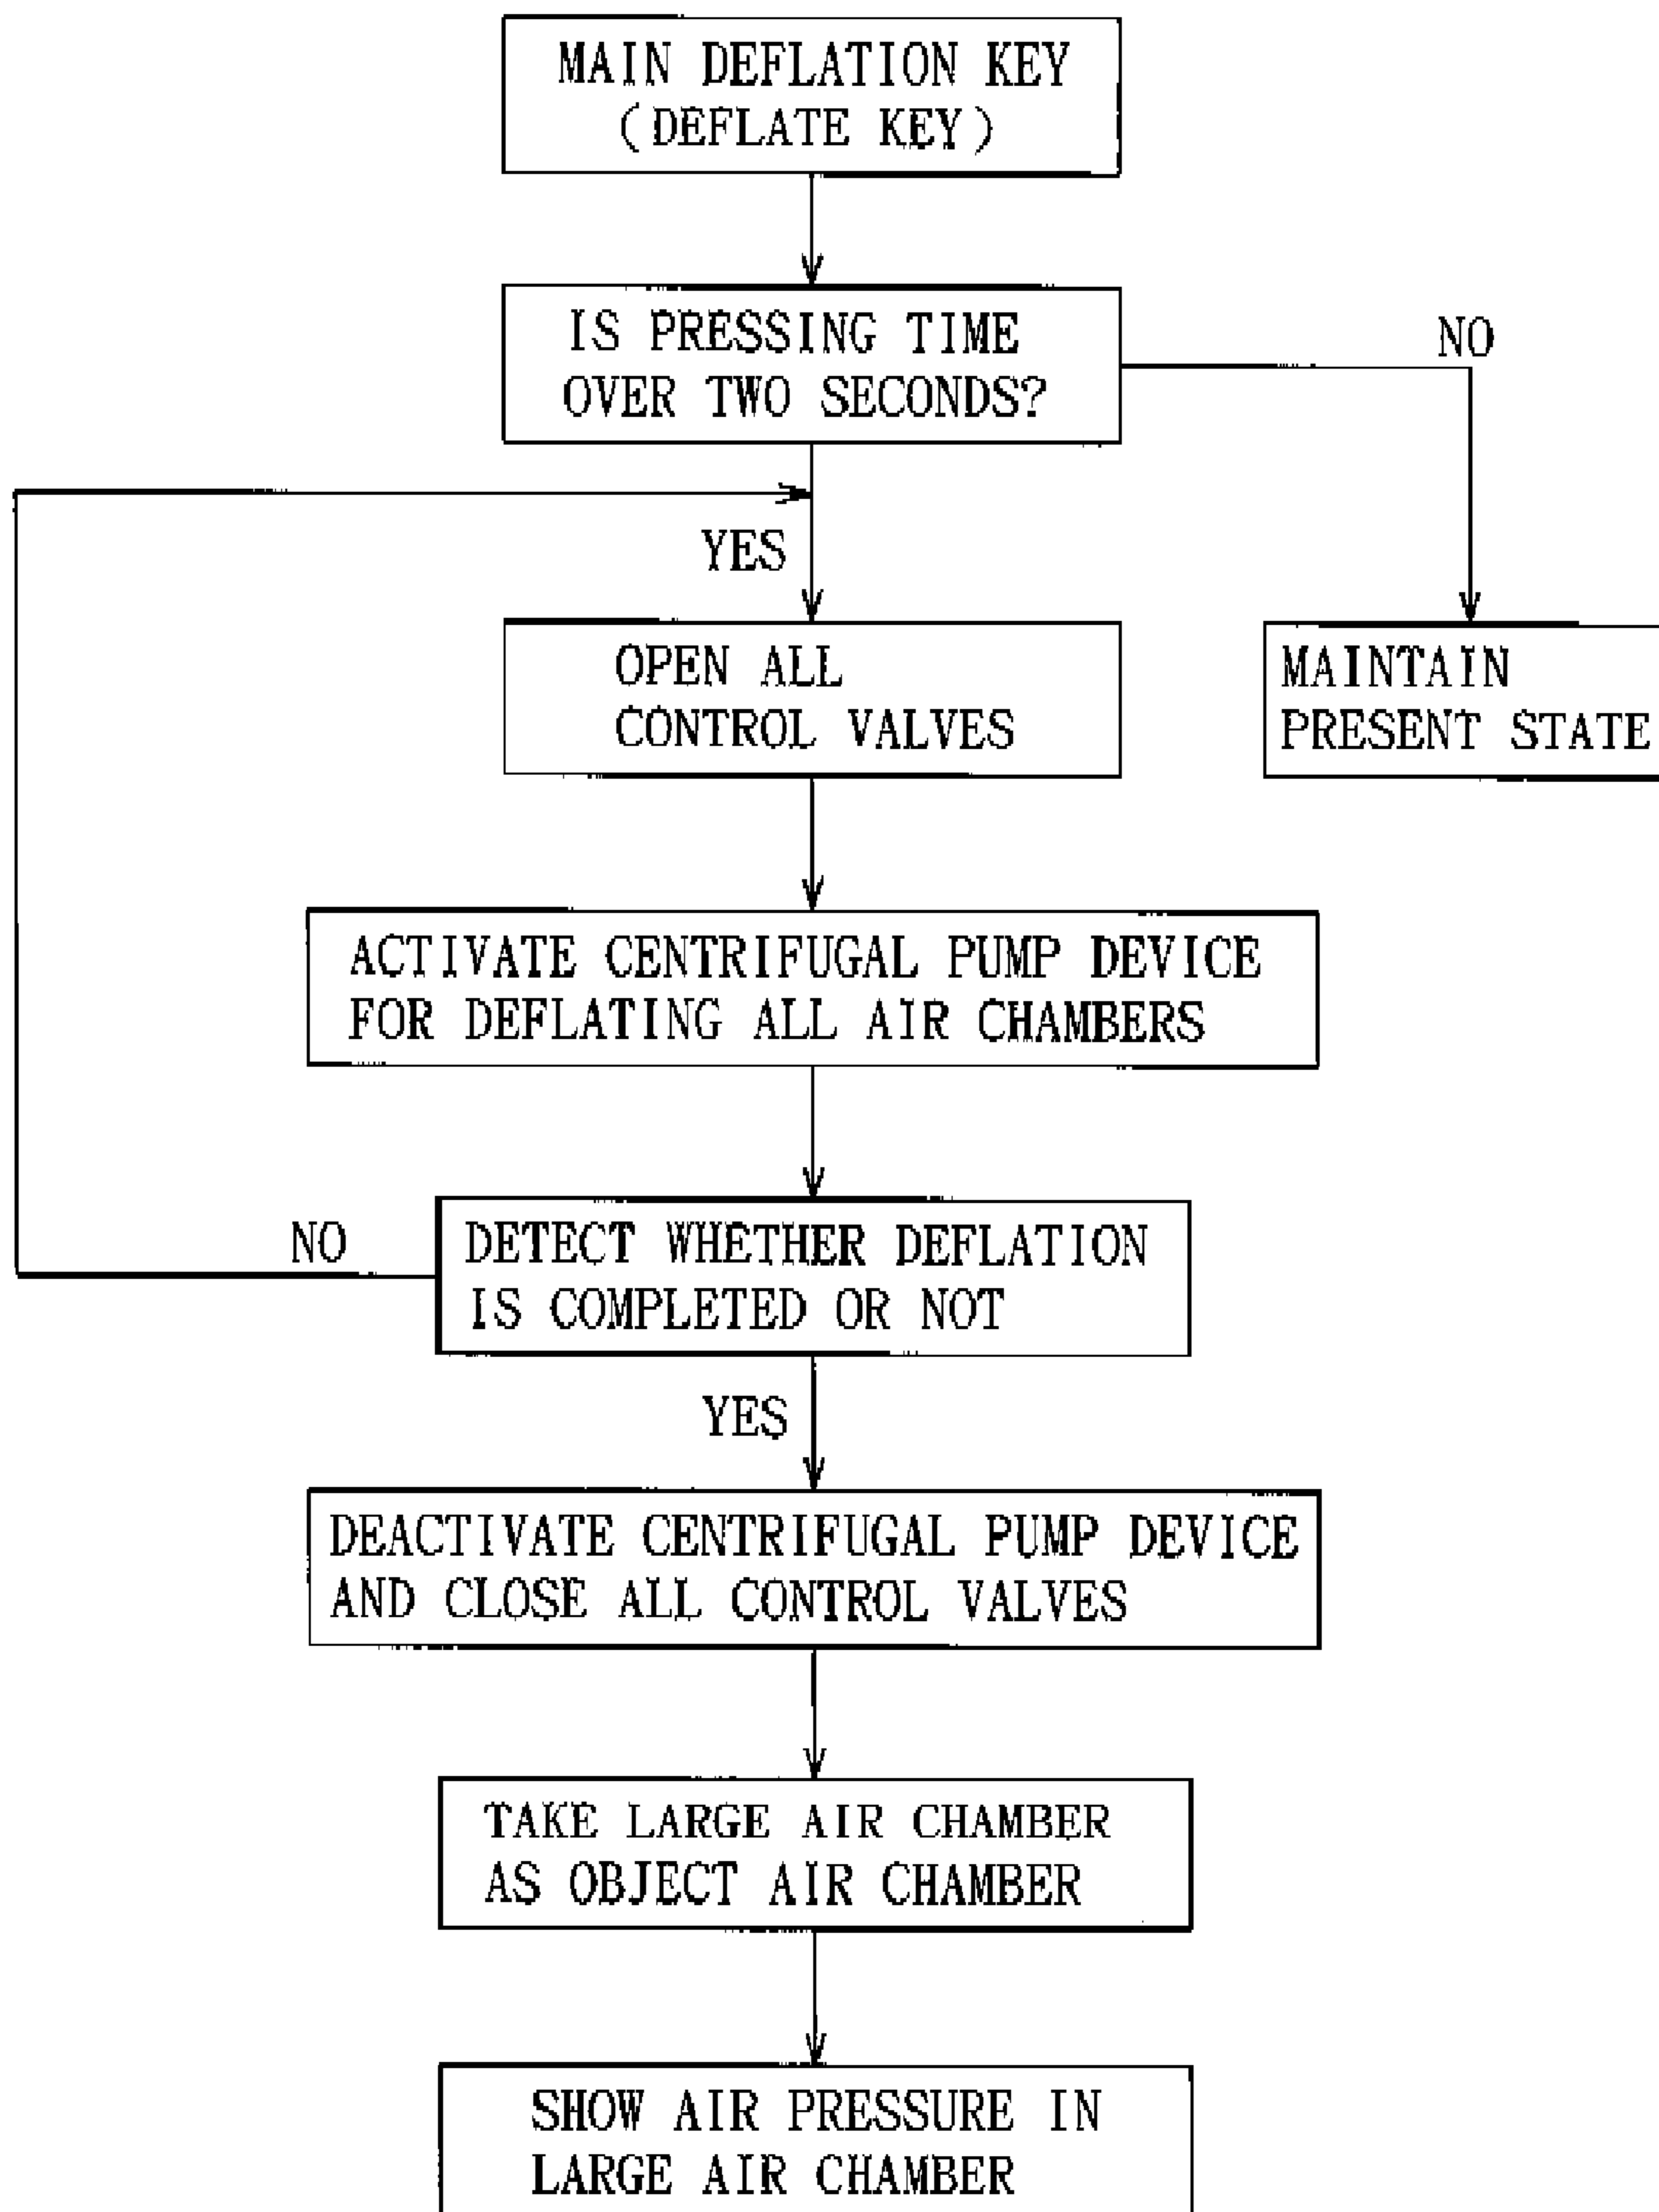 MAIN DEFLATION KEY
(DEFLATE KEY)
IS PRESSING TIME
OVER TWO SECONDS?
NO
YES
OPEN ALL
CONTROL VALVES
MAINTAIN
PRESENT STATE
ACTIVATE CENTRIFUGAL PUMP DEVICE
FOR DEFLATING ALL AIR CHAMBERS
NO
DETECT WHETHER DEFLATION
IS COMPLETED OR NOT
YES
DEACTIVATE CENTRIFUGAL PUMP DEVICE
AND CLOSE ALL CONTROL VALVES
TAKE LARGE AIR CHAMBER
AS OBJECT AIR CHAMBER
SHOW AIR PRESSURE IN
LARGE AIR CHAMBER